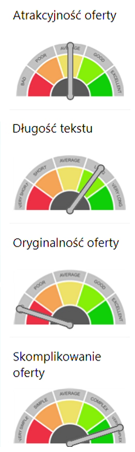 Atrakcyjność oferty
BAD
POOR
AVERAGE
GOOD
EXCELLENT
Długość tekstu
VERY SHORT
SHORT
AVERAGE
LONG
Oryginalność oferty
POOR
AVERAGE
GOOD
EXCELLENT
Skomplikowanie
oferty
VERY SIMPLE
SIMPLE
AVERAGE
COMPLEX